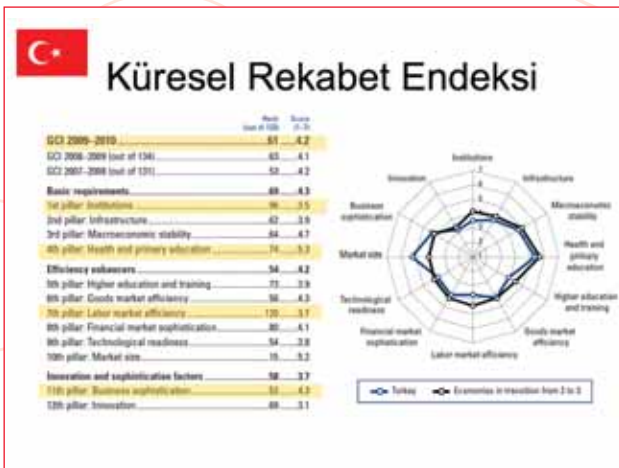 Küresel Rekabet Endeksi
Rank Score
(out of 133) (1–7)
GCI 2009–2010 61 4.2
GCI 2008–2009 (out of 134) 63 4.1
GCI 2007–2008 (out of 131) 53 4.2
Basic requirements 69 4.3
1st pillar: Institutions 96 3.5
2nd pillar: Infrastructure 62 3.9
3rd pillar: Macroeconomic stability 64 4.7
4th pillar: Health and primary education 74 5.3
Efficiency enhancers 54 4.2
5th pillar: Higher education and training 73 3.9
6th pillar: Goods market efficiency 56 4.3
7th pillar: Labor market efficiency 120 3.7
8th pillar: Financial market sophistication 80 4.1
9th pillar: Technological readiness 54 3.8
10th pillar: Market size 15 5.2
Innovation and sophistication factors 58 3.7
11th pillar: Business sophistication 52 4.3
12th pillar: Innovation 69 3.1
Institutions
Infrastructure
Macroeconomic
stability
Health and
primary
education
Higher education
and training
Goods market
efficiency
Labor market efficiency
Financial market
sophistication
Technological
readiness
Market size
Business
sophistication
Innovation
7
6
5
2
1
Turkey
Economies in transition from 2 to 3